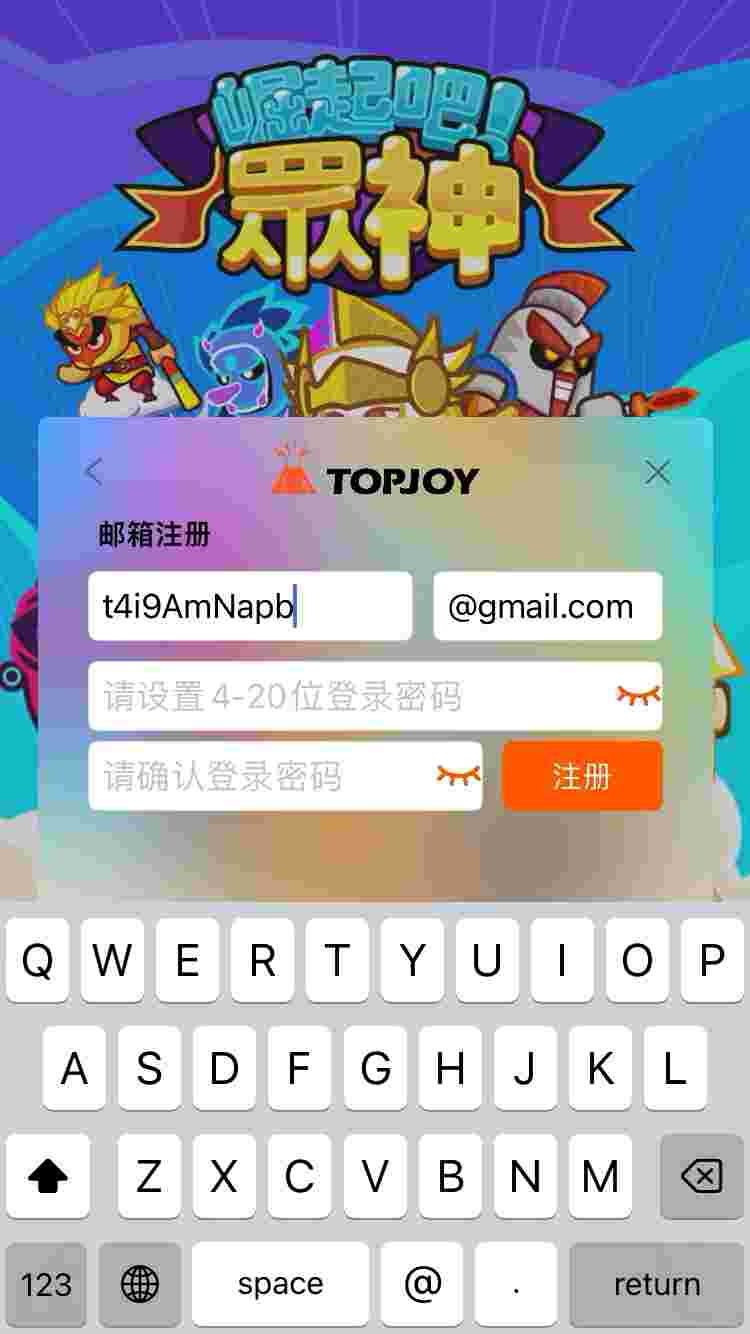 崛起吧!
眾神
TOPJOY
邮箱注册
t4i9AmNapb @gmail.com
请设置4-20位登录密码
请确认登录密码 注册
Q W E R T Y U I O P
A S D F G H J K L
Z X C V B N M
123 space @ . return